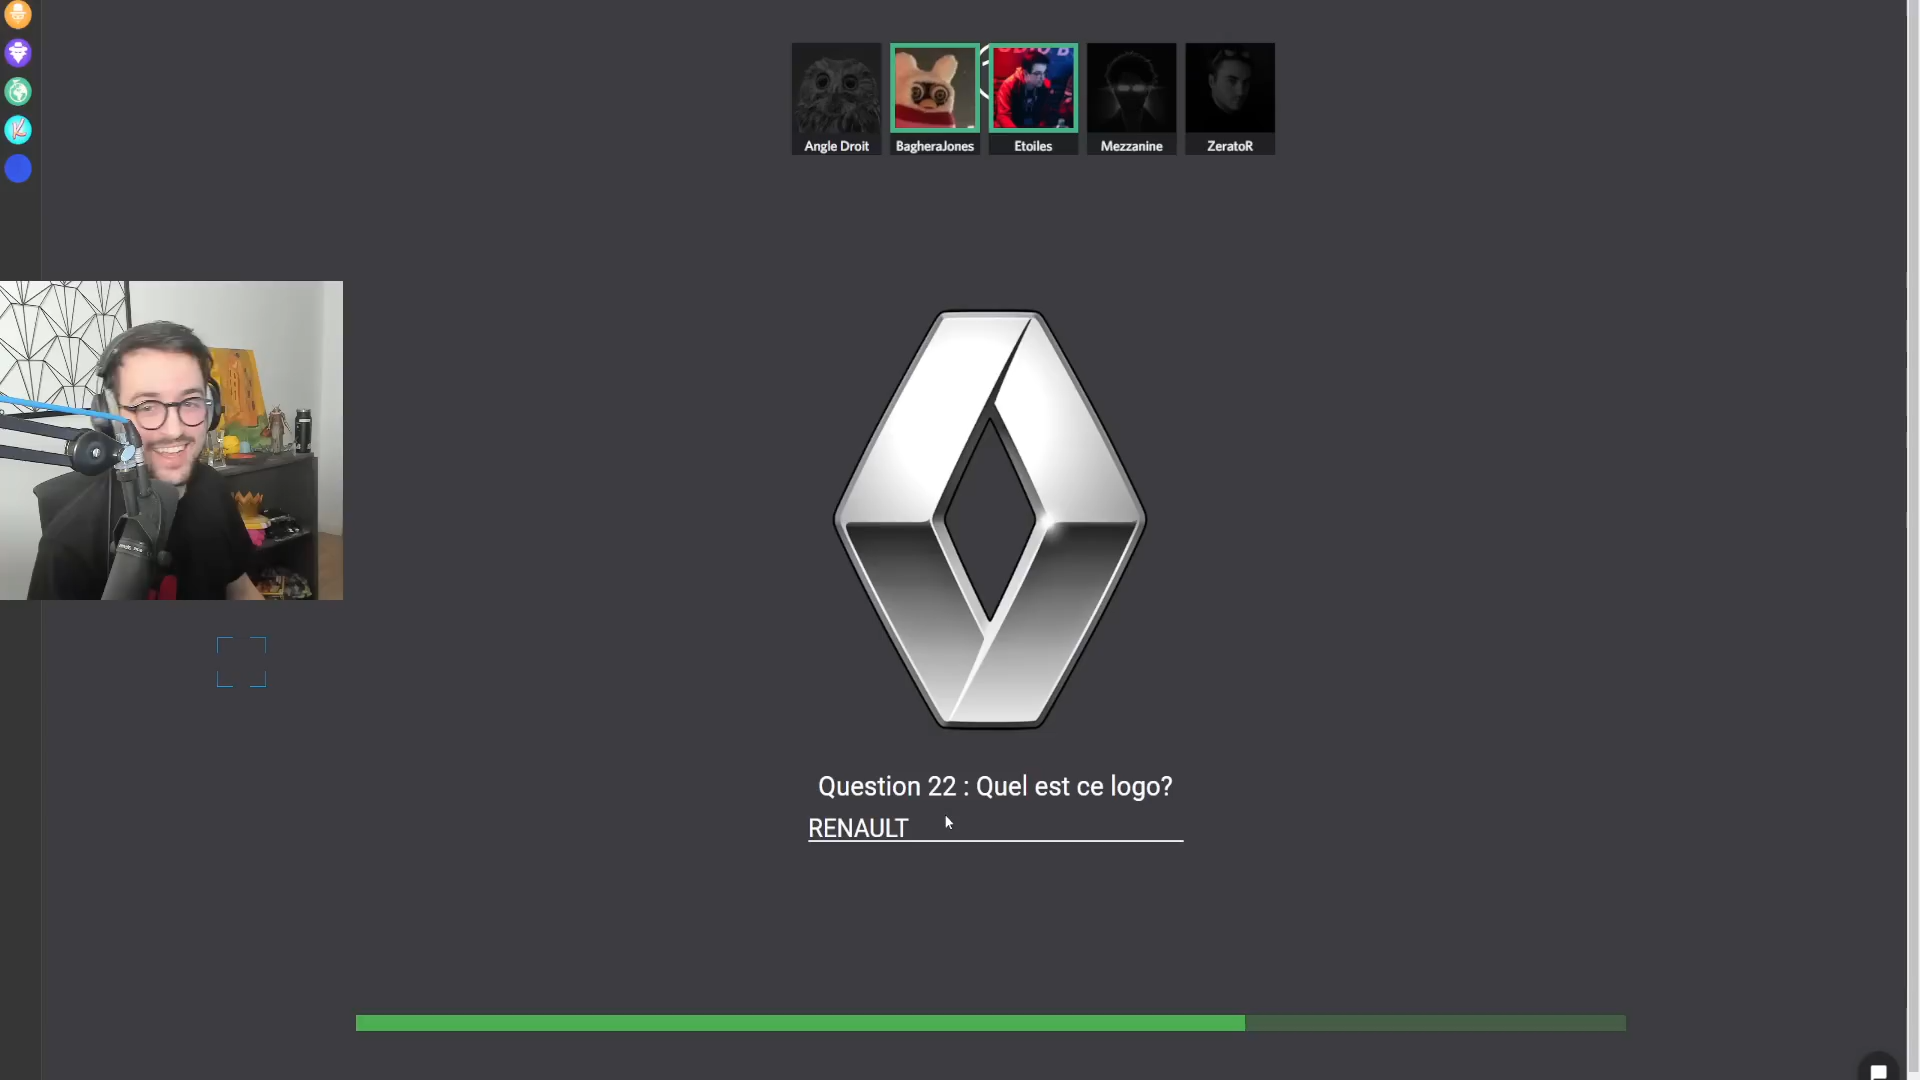 Angle Droit
BagheraJones
Etoiles
Mezzanine
ZeratoR
Question 22 : Quel est ce logo?
RENAULT